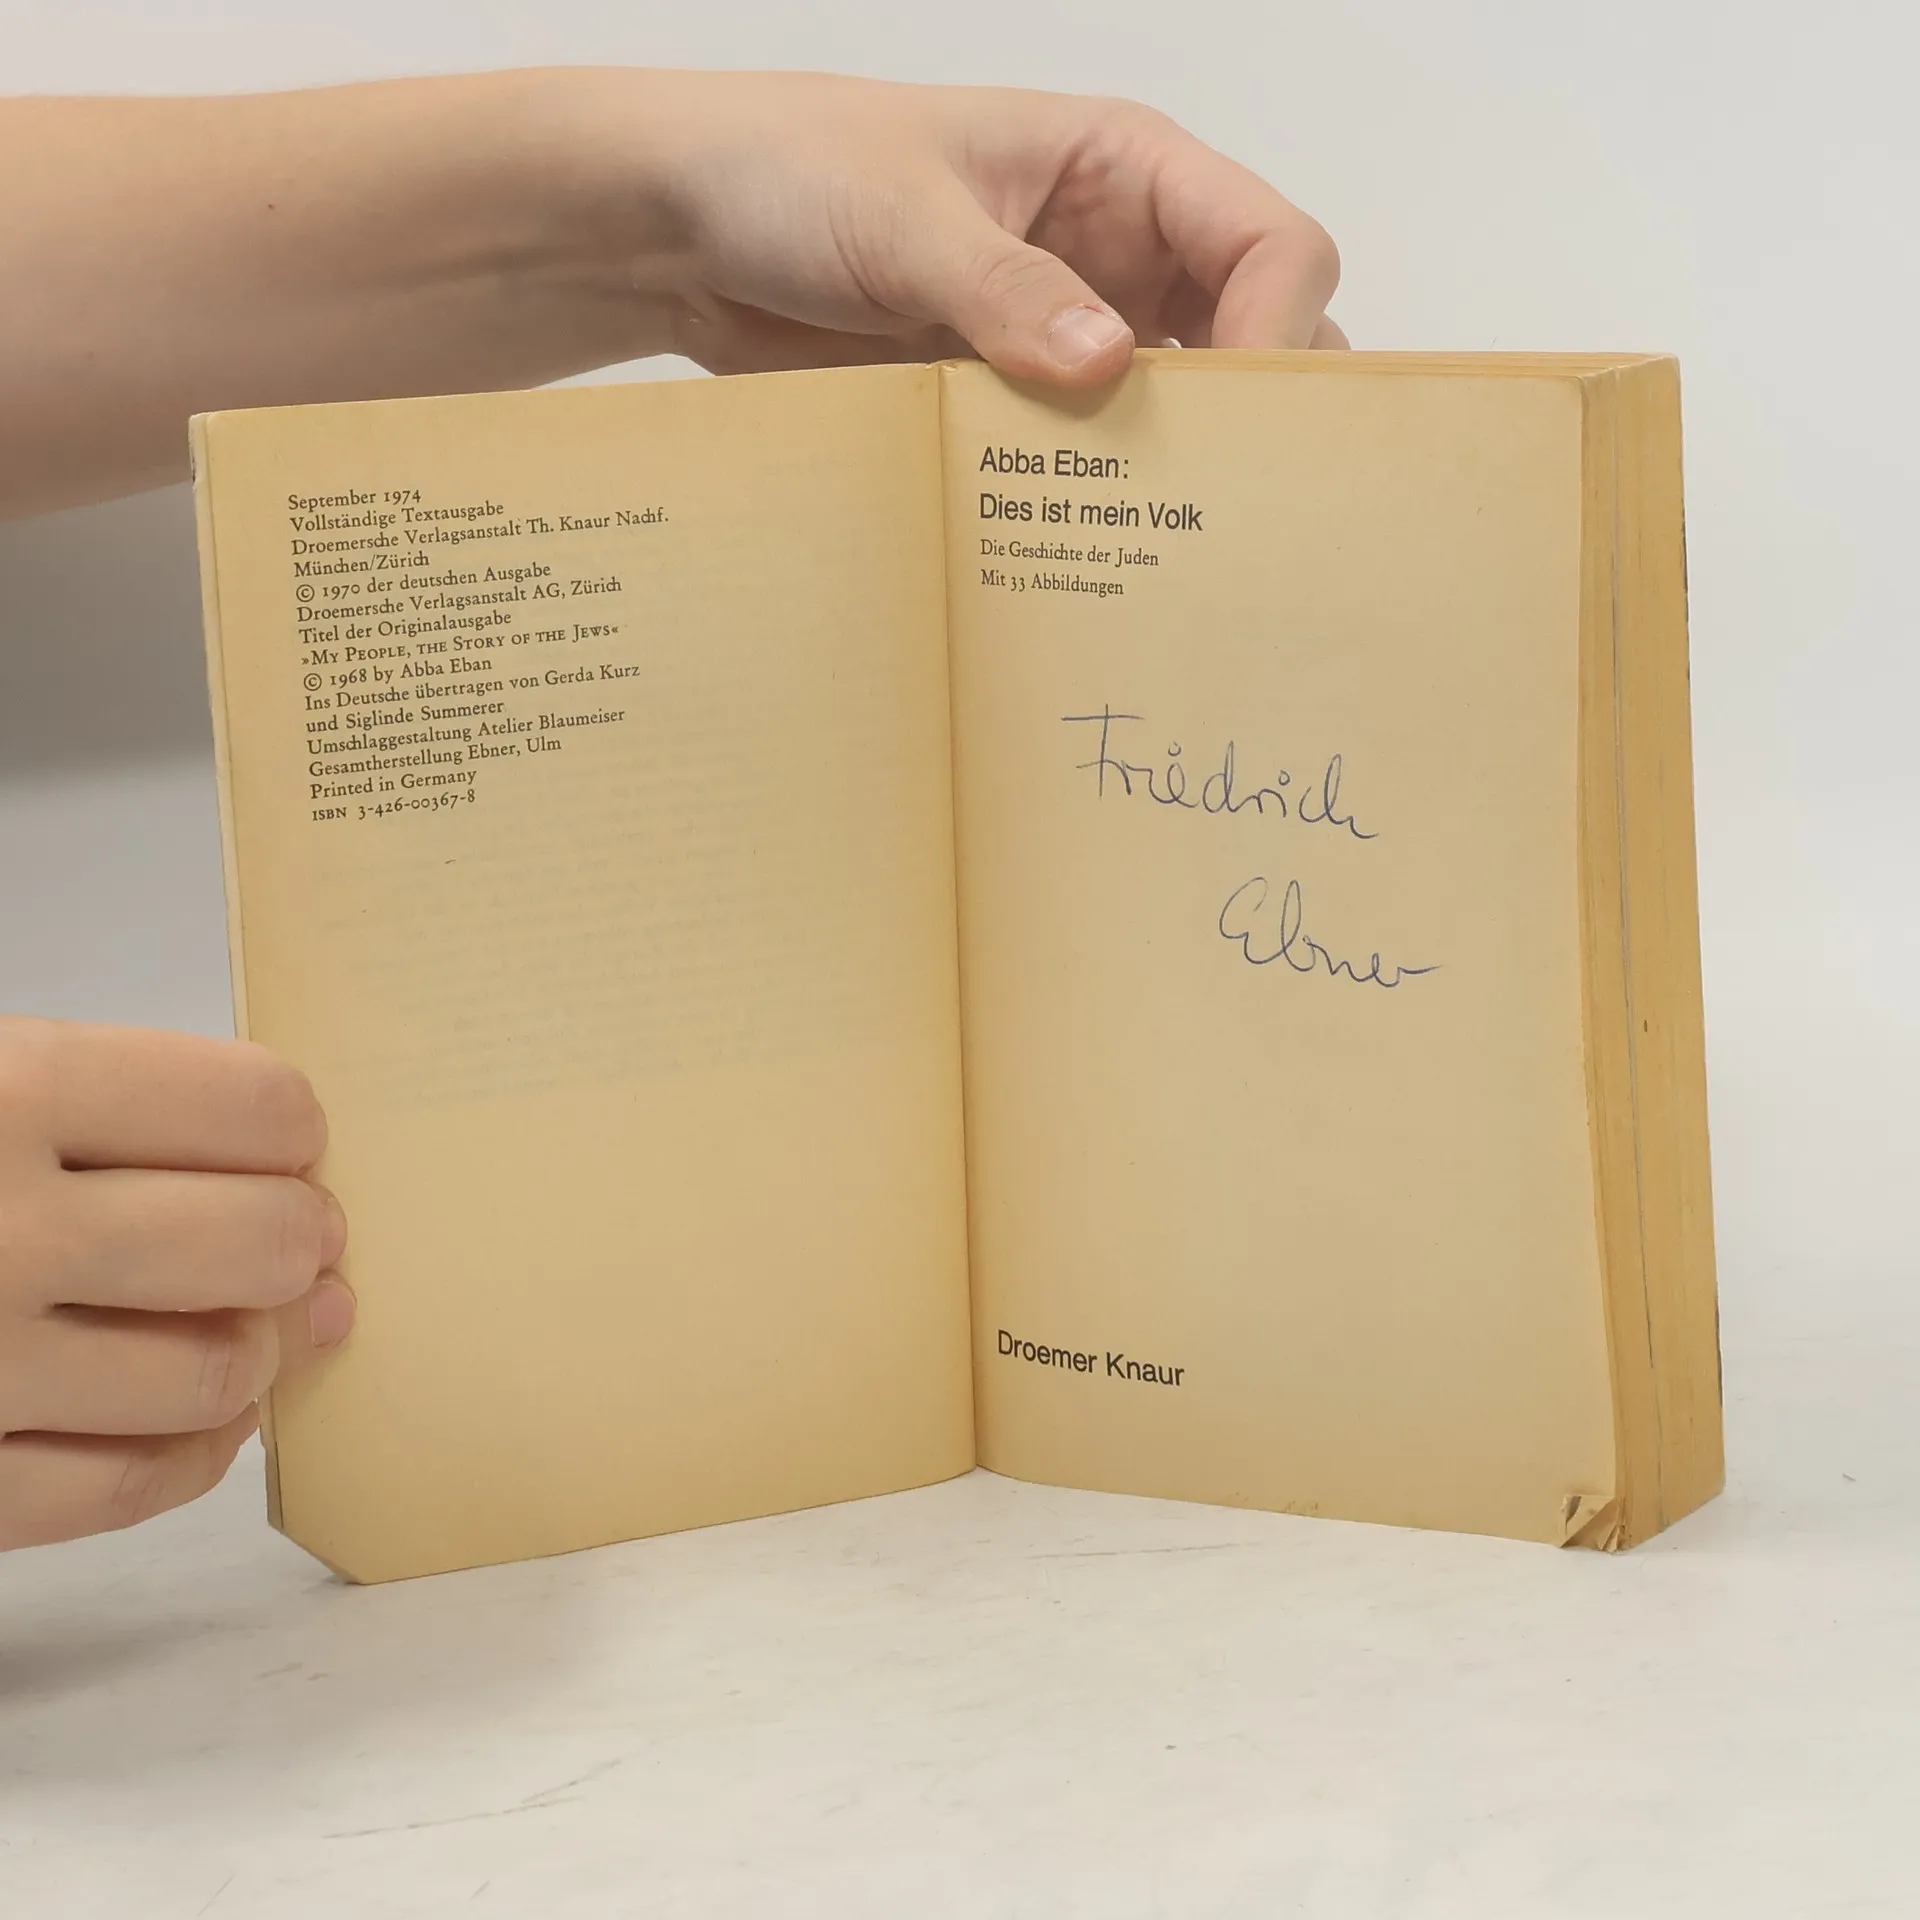 September 1974
Vollständige Textausgabe
Droemersche Verlagsanstalt Th. Knaur Nachf.
München/Zürich
© 1970 der deutschen Ausgabe
Droemersche Verlagsanstalt AG, Zürich
Titel der Originalausgabe
»My People, the Story of the Jews«
© 1968 by Abba Eban
Ins Deutsche übertragen von Gerda Kurz
und Siglinde Summerer
Umschlaggestaltung Atelier Blaumeiser
Gesamtherstellung Ebner, Ulm
Printed in Germany
ISBN 3-426-00367-8
Abba Eban:
Dies ist mein Volk
Die Geschichte der Juden
Mit 33 Abbildungen
Friedrich
Ebner
Droemer Knaur